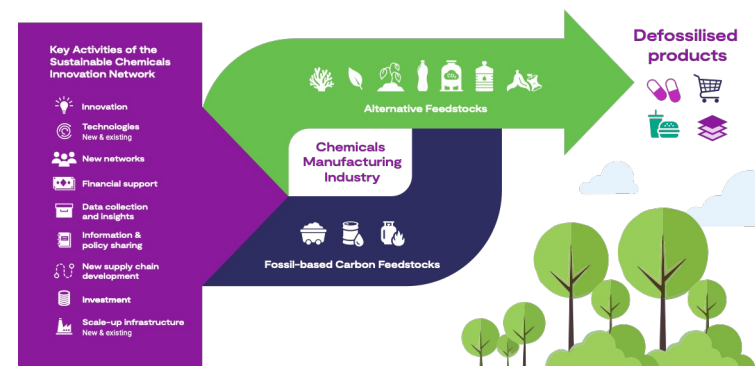 Key Activities of the
Sustainable Chemicals
Innovation Network
Innovation
Technologies
New & existing
New networks
Financial support
Data collection
and insights
Information &
policy sharing
New supply chain
development
Investment
Scale-up infrastructure
New & existing
CO₂
Alternative Feedstocks
Chemicals
Manufacturing
Industry
Fossil-based Carbon Feedstocks
Defossilised
products